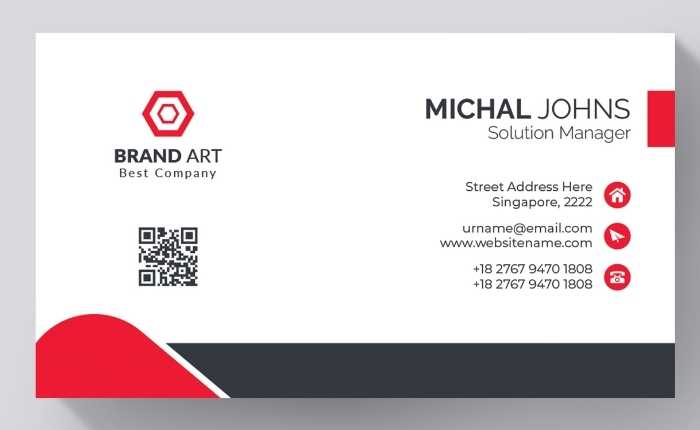 BRAND ART
Best Company
MICHAL JOHNS
Solution Manager
Street Address Here
Singapore, 2222
urname@email.com
www.websitename.com
+18 2767 9470 1808
+18 2767 9470 1808